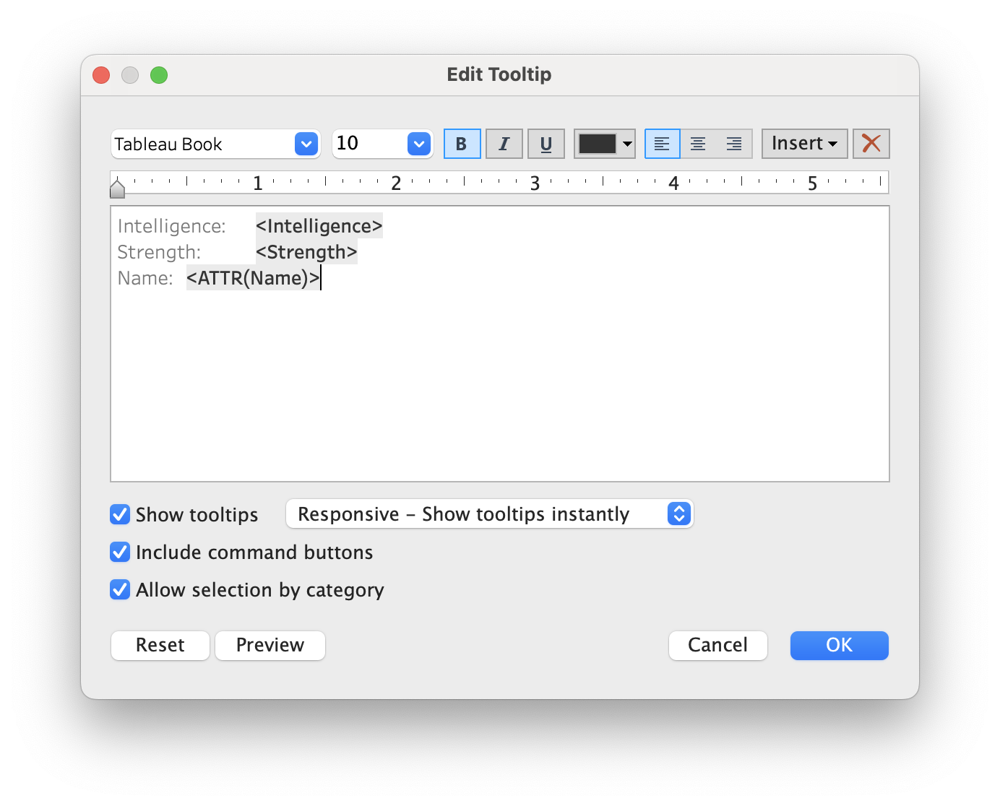 Edit Tooltip
Tableau Book 10 B I U Insert
1 2 3 4 5
Intelligence: <Intelligence>
Strength: <Strength>
Name: <ATTR(Name)>
Show tooltips Responsive – Show tooltips instantly
Include command buttons
Allow selection by category
Reset Preview Cancel OK